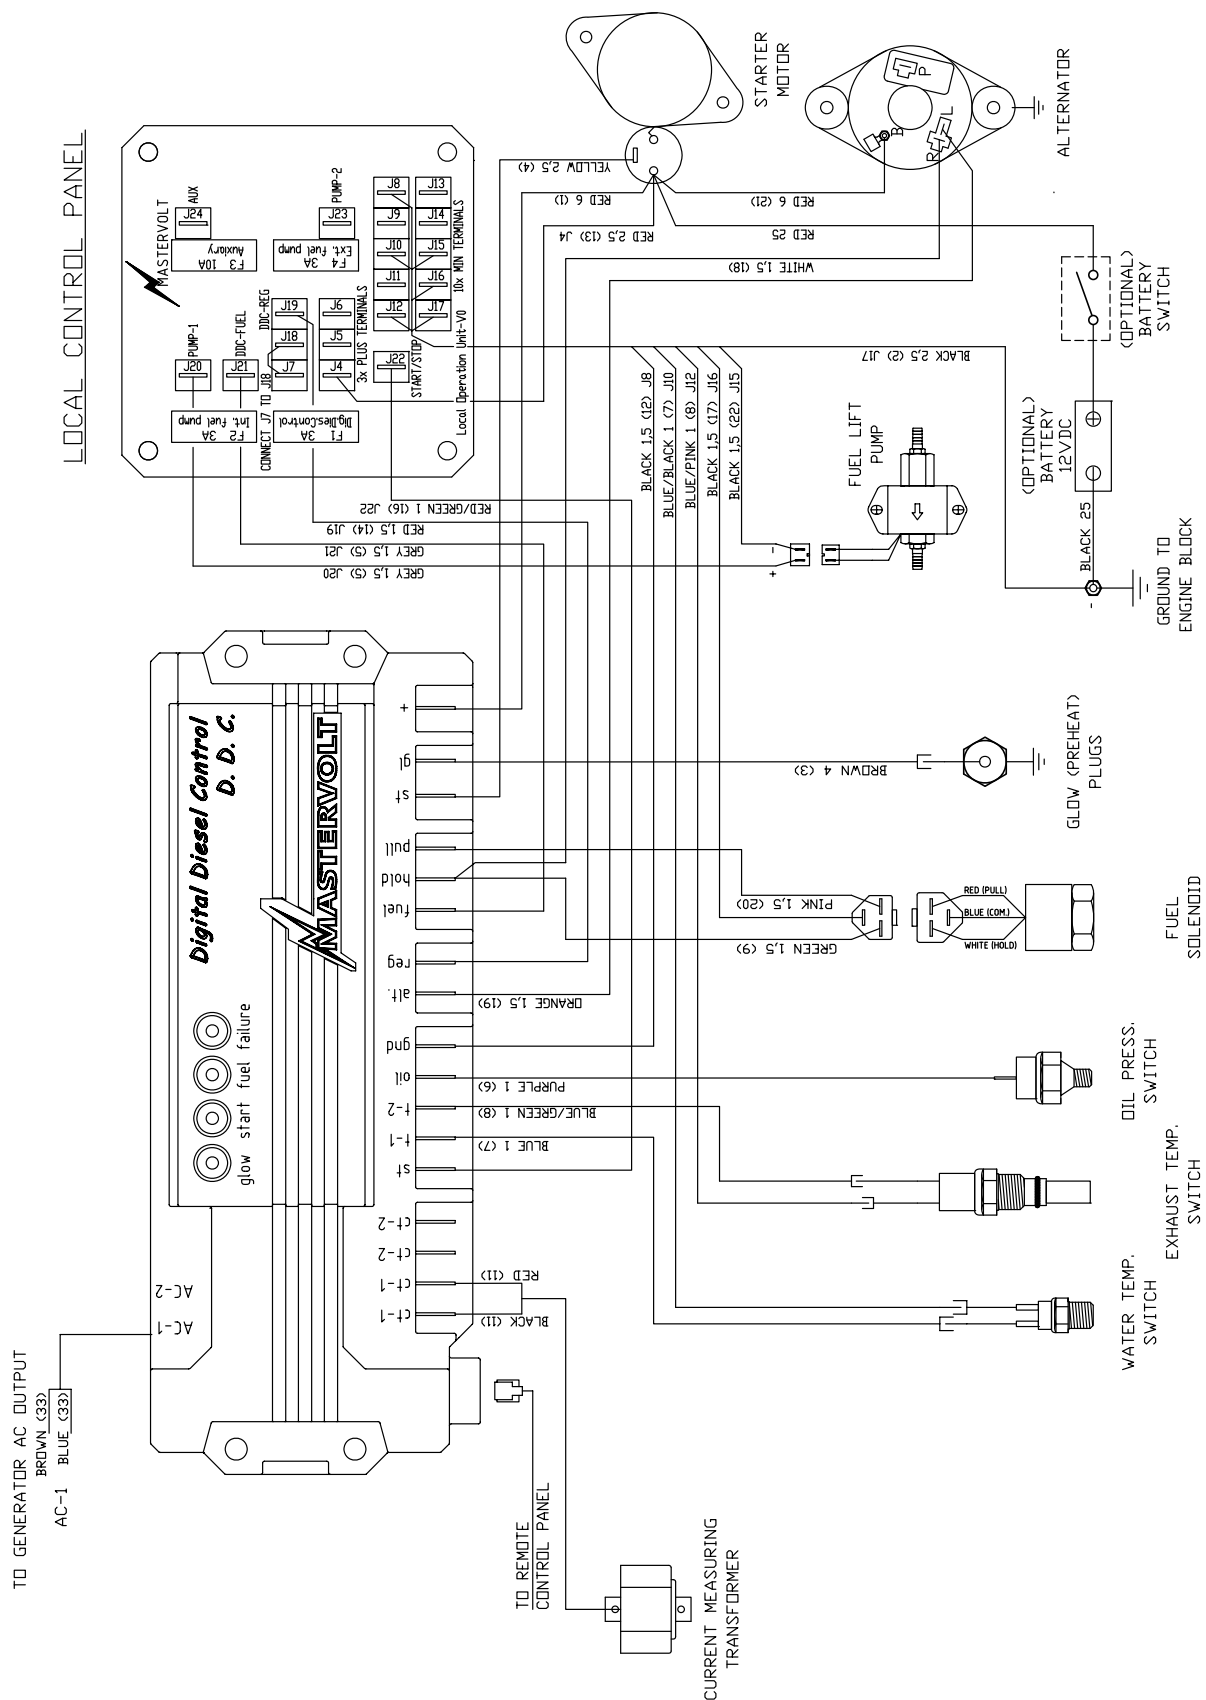 LOCAL CONTROL PANEL
MASTERVOLT
J24
AUX
F3 10A
Auxiary
J23
PUMP-2
F4 3A
Ext. fuel pump
J20
PUMP-1
J21
DDC-FUEL
F2 3A
Int. fuel pump
F1 3A
Dig.Dies.Control
CONNECT J7 TO J18
J19
DDC-REG
J18
J7
J6
J5
J4
3x PLUS TERMINALS
J8
J9
J10
J11
J12
J13
J14
J15
J16
J17
10x MIN TERMINALS
J22
START/STOP
Local Operation Unit-V0
STARTER
MOTOR
ALTERNATOR
P
B
R
L
YELLOW 2,5 (4)
RED 6 (1)
RED 6 (21)
RED 2,5 (13) J4
RED 25
WHITE 1,5 (18)
BLACK 2,5 (2) J17
(OPTIONAL)
BATTERY
SWITCH
(OPTIONAL)
BATTERY
12VDC
BLACK 25
-
GROUND TO
ENGINE BLOCK
FUEL LIFT
PUMP
- 
+
BLACK 1,5 (12) J8
BLUE/BLACK 1 (7) J10
BLUE/PINK 1 (8) J12
BLACK 1,5 (17) J16
BLACK 1,5 (22) J15
RED/GREEN 1 (16) J22
RED 1,5 (14) J19
GREY 1,5 (5) J21
GREY 1,5 (5) J20
Digital Diesel Control
D. D. C.
MASTERVOLT
glow
start
fuel
failure
AC-2
AC-1
+
gl
st
pull
hold
fuel
reg
alt.
gnd
oil
t-2
t-1
st
ct-2
ct-2
ct-1
ct-1
BROWN 4 (3)
GLOW (PREHEAT)
PLUGS
PINK 1,5 (20)
GREEN 1,5 (9)
RED (PULL)
BLUE (COM.)
WHITE (HOLD)
FUEL
SOLENOID
ORANGE 1,5 (19)
PURPLE 1 (6)
BLUE/GREEN 1 (8)
BLUE 1 (7)
OIL PRESS.
SWITCH
EXHAUST TEMP.
SWITCH
WATER TEMP.
SWITCH
RED (11)
BLACK (11)
TO GENERATOR AC OUTPUT
BROWN (33)
AC-1 BLUE (33)
TO REMOTE
CONTROL PANEL
CURRENT MEASURING
TRANSFORMER